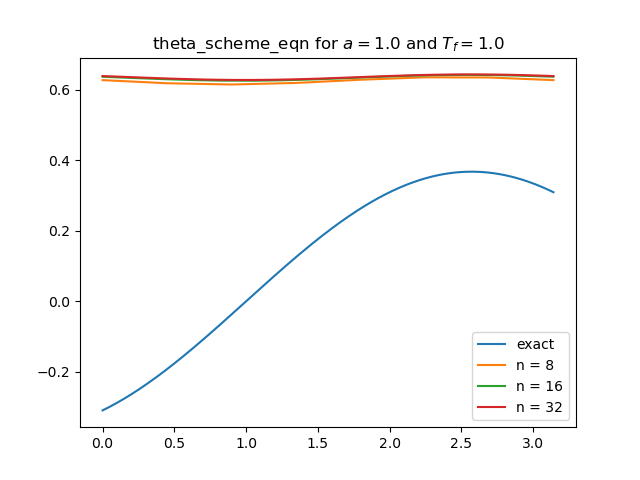 theta_scheme_eqn for a = 1.0 and T_f = 1.0
0.6
0.4
0.2
0.0
−0.2
0.0 0.5 1.0 1.5 2.0 2.5 3.0
exact
n = 8
n = 16
n = 32